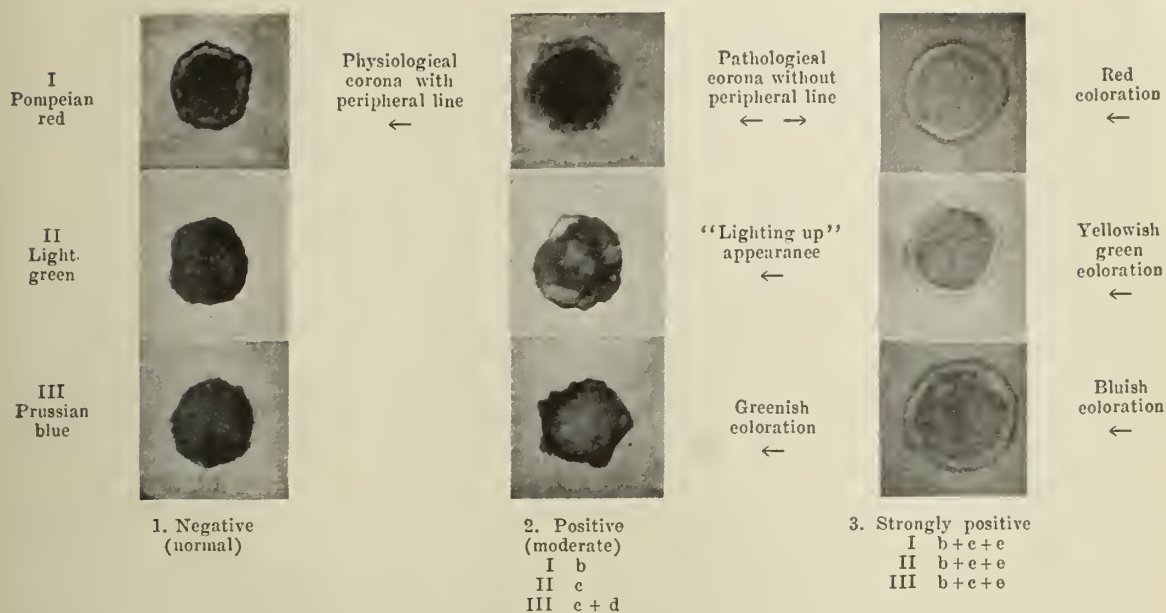 I
Pompeian
red
Physiological
corona with
peripheral line
←
Pathological
corona without
peripheral line
← →
Red
coloration
←
II
Light
green
“Lighting up”
appearance
←
Yellowish
green
coloration
←
III
Prussian
blue
Greenish
coloration
←
Bluish
coloration
←
1. Negative
(normal)
2. Positive
(moderate)
I b
II c
III c + d
3. Strongly positive
I b + c + e
II b + c + e
III b + c + e